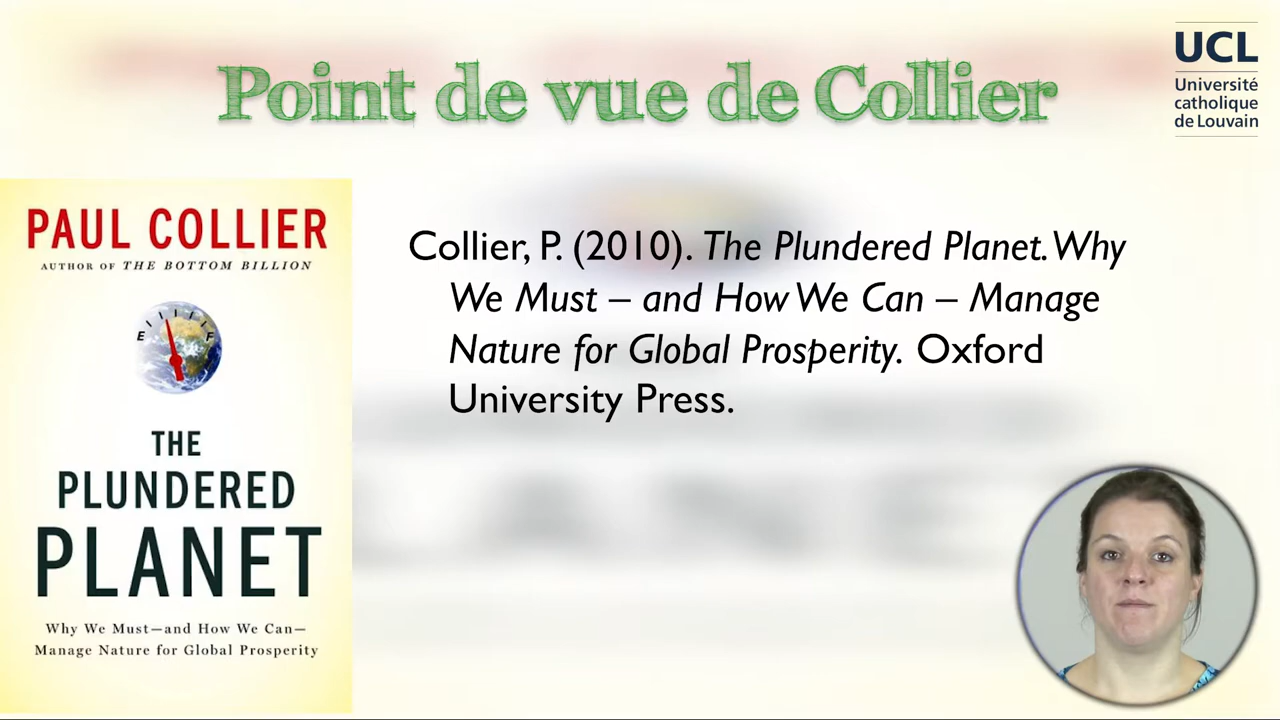 Point de vue de Collier
UCL
Université
catholique
de Louvain
PAUL COLLIER
AUTHOR OF THE BOTTOM BILLION
E F
THE
PLUNDERED
PLANET
Why We Must—and How We Can—
Manage Nature for Global Prosperity
Collier, P. (2010). The Plundered Planet. Why
We Must – and How We Can – Manage
Nature for Global Prosperity. Oxford
University Press.